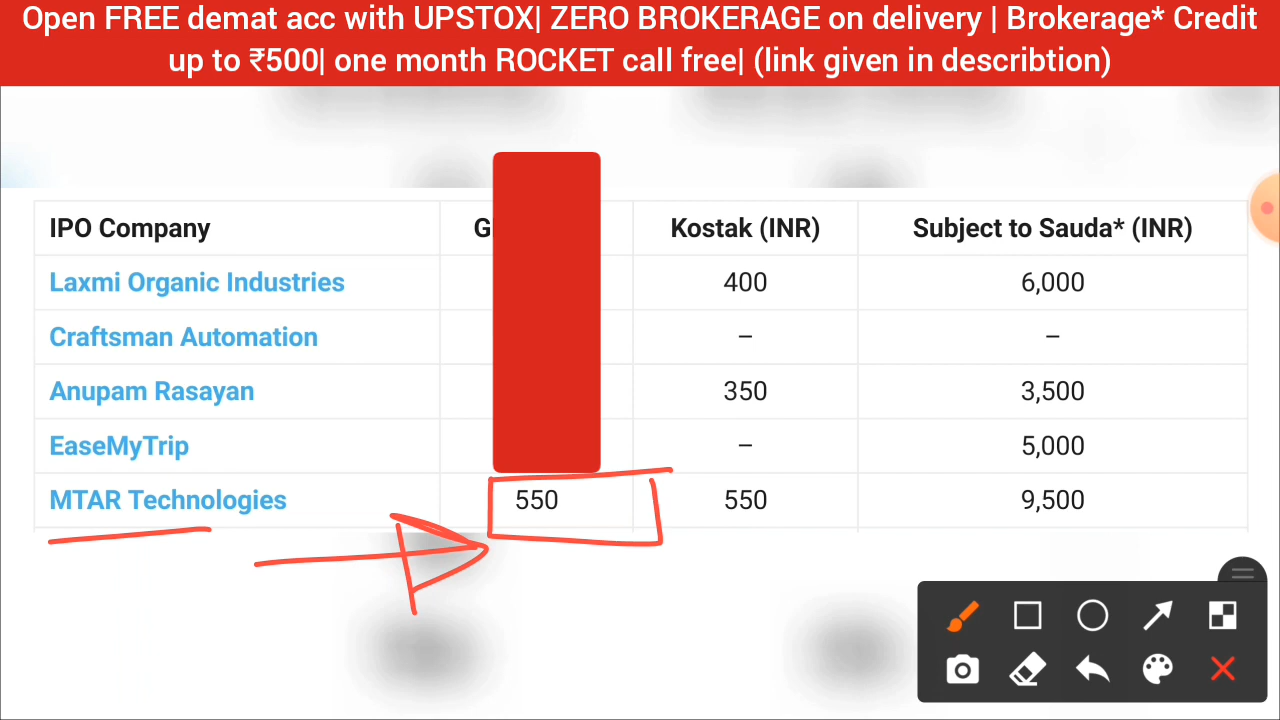 Open FREE demat acc with UPSTOX| ZERO BROKERAGE on delivery | Brokerage* Credit
up to ₹500| one month ROCKET call free| (link given in describtion)
IPO Company G Kostak (INR) Subject to Sauda* (INR)
Laxmi Organic Industries 400 6,000
Craftsman Automation – –
Anupam Rasayan 350 3,500
EaseMyTrip – 5,000
MTAR Technologies 550 550 9,500